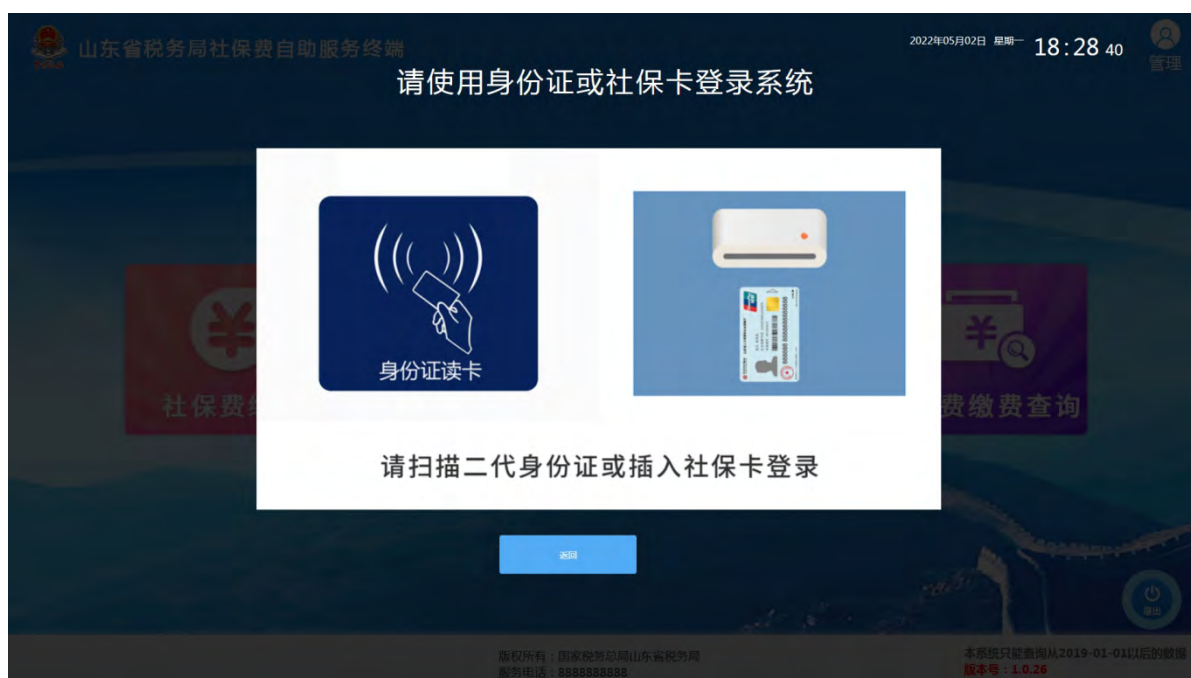 山东省税务局社保费自助服务终端
2022年05月02日 星期一 18:28 40
管理
请使用身份证或社保卡登录系统
身份证读卡
社保费
费缴费查询
请扫描二代身份证或插入社保卡登录
返回
退出
版权所有：国家税务总局山东省税务局
服务电话：8888888888
本系统只能查询从2019-01-01以后的数据
版本号：1.0.26